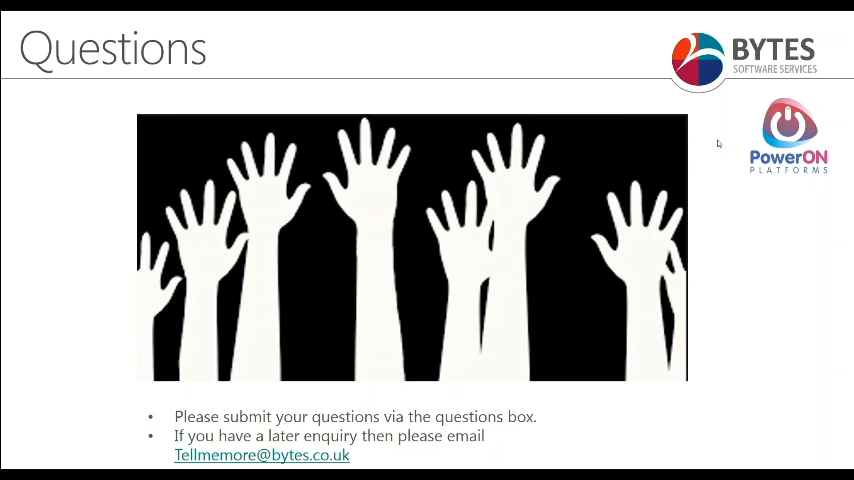 Questions
BYTES
SOFTWARE SERVICES
PowerON
PLATFORMS
• Please submit your questions via the questions box.
• If you have a later enquiry then please email
Tellmemore@bytes.co.uk